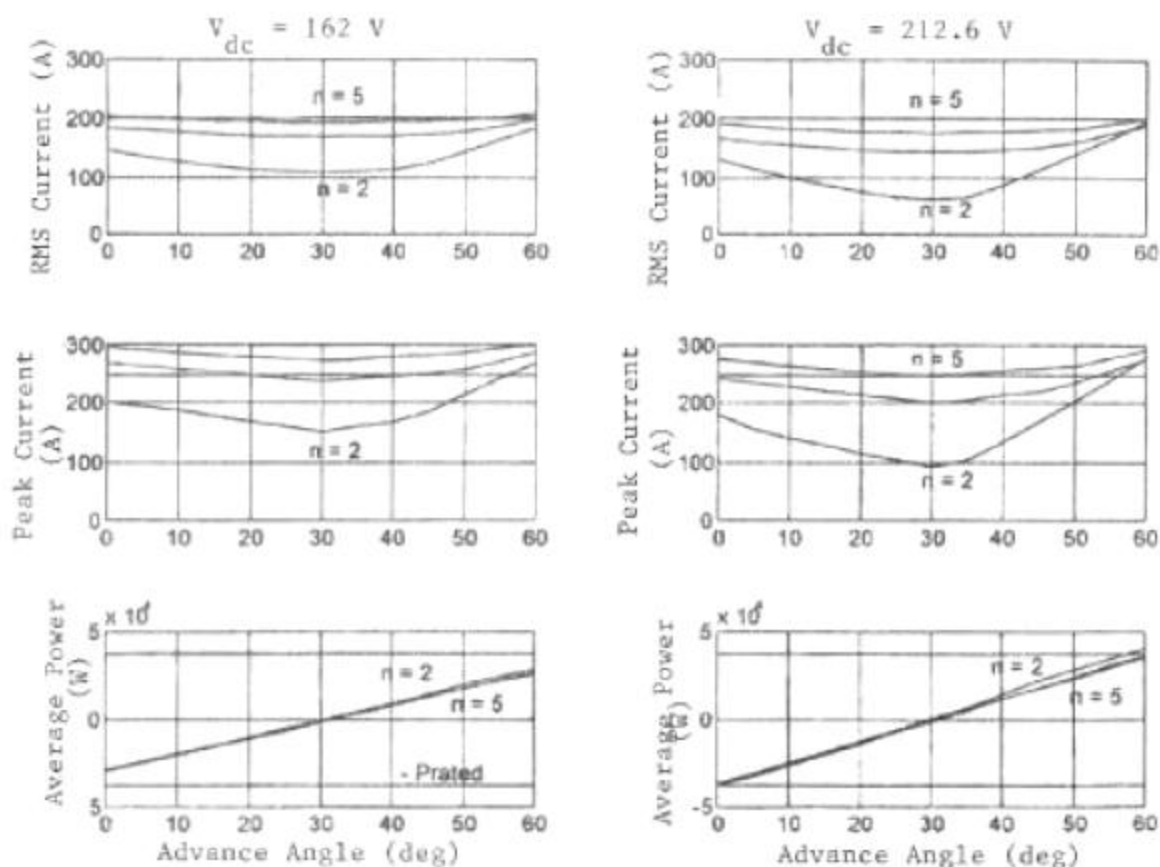 V_dc = 162 V
V_dc = 212.6 V
RMS Current (A)
300
200
100
0
n = 5
n = 2
0 10 20 30 40 50 60
RMS Current (A)
300
200
100
0
n = 5
n = 2
0 10 20 30 40 50 60
Peak Current
(A)
300
200
100
0
n = 2
0 10 20 30 40 50 60
Peak Current
(A)
300
200
100
0
n = 5
n = 2
0 10 20 30 40 50 60
Average Power
(W)
x 10⁴
5
0
5
n = 2
n = 5
- Prated
0 10 20 30 40 50 60
Advance Angle (deg)
Average Power
(W)
x 10⁴
5
0
-5
n = 2
n = 5
0 10 20 30 40 50 60
Advance Angle (deg)